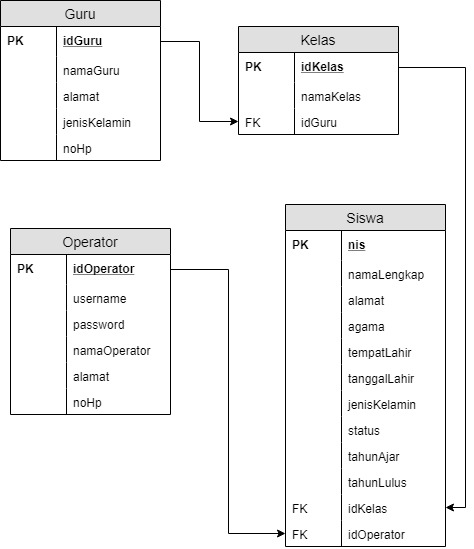 Guru
PK idGuru
namaGuru
alamat
jenisKelamin
noHp
Kelas
PK idKelas
namaKelas
FK idGuru
Operator
PK idOperator
username
password
namaOperator
alamat
noHp
Siswa
PK nis
namaLengkap
alamat
agama
tempatLahir
tanggalLahir
jenisKelamin
status
tahunAjar
tahunLulus
FK idKelas
FK idOperator